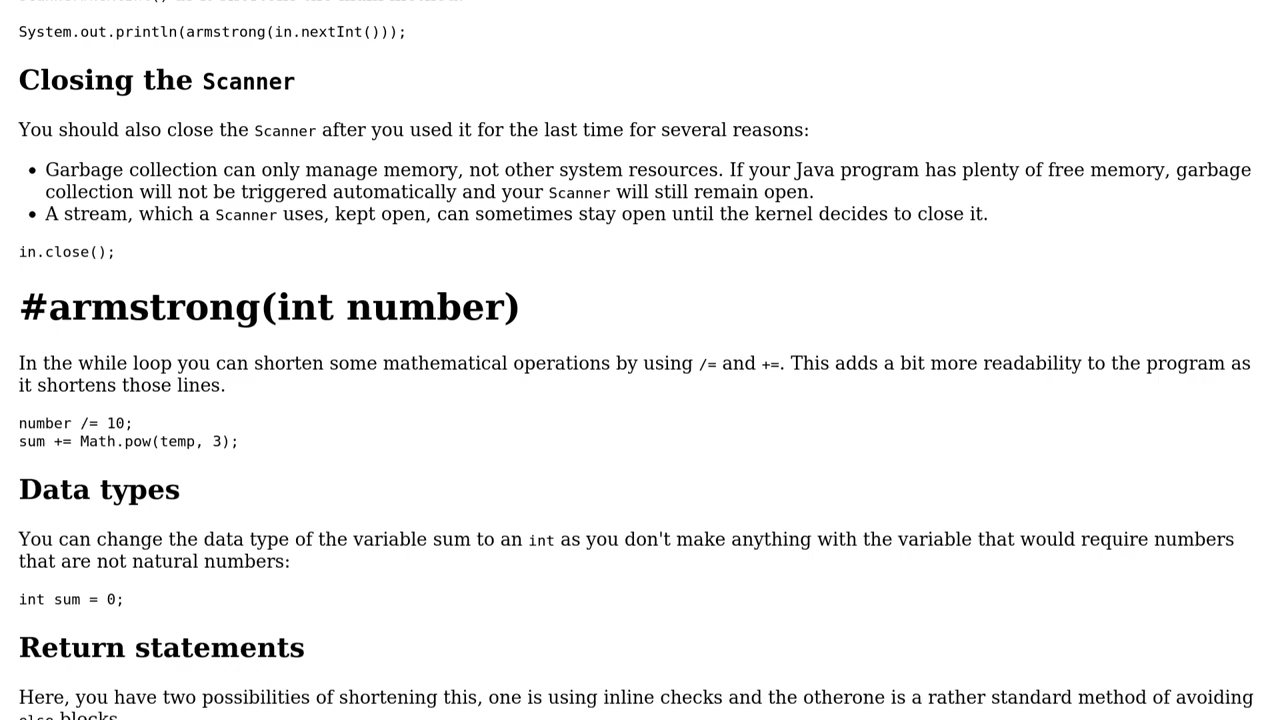 System.out.println(armstrong(in.nextInt()));
Closing the Scanner
You should also close the Scanner after you used it for the last time for several reasons:
• Garbage collection can only manage memory, not other system resources. If your Java program has plenty of free memory, garbage
collection will not be triggered automatically and your Scanner will still remain open.
• A stream, which a Scanner uses, kept open, can sometimes stay open until the kernel decides to close it.
in.close();
#armstrong(int number)
In the while loop you can shorten some mathematical operations by using /= and +=. This adds a bit more readability to the program as
it shortens those lines.
number /= 10;
sum += Math.pow(temp, 3);
Data types
You can change the data type of the variable sum to an int as you don't make anything with the variable that would require numbers
that are not natural numbers:
int sum = 0;
Return statements
Here, you have two possibilities of shortening this, one is using inline checks and the otherone is a rather standard method of avoiding
else blocks.